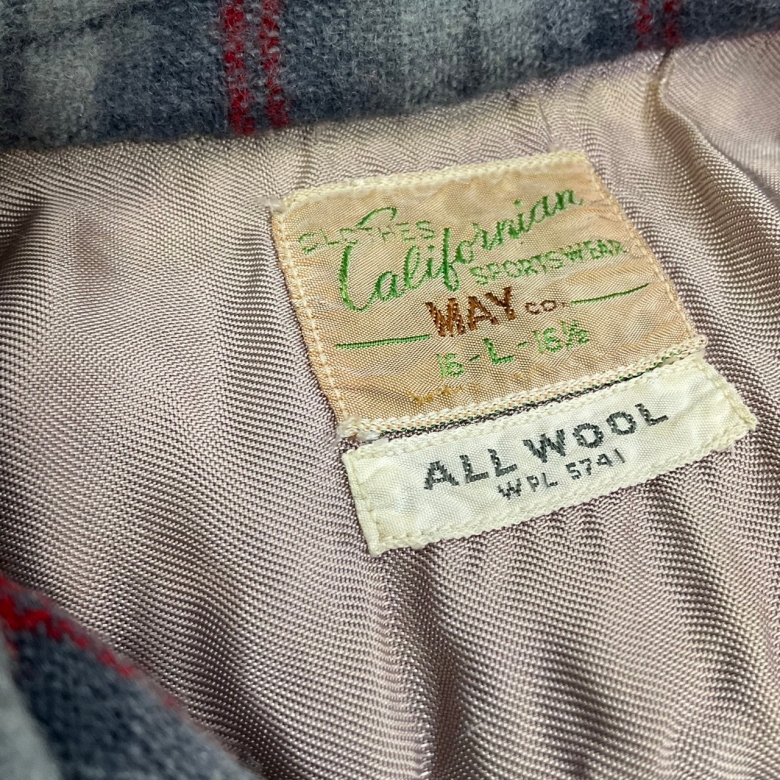 CLOTHES
Californian
SPORTSWEAR
MAY CO.
16-L-16½
ALL WOOL
WPL 5741